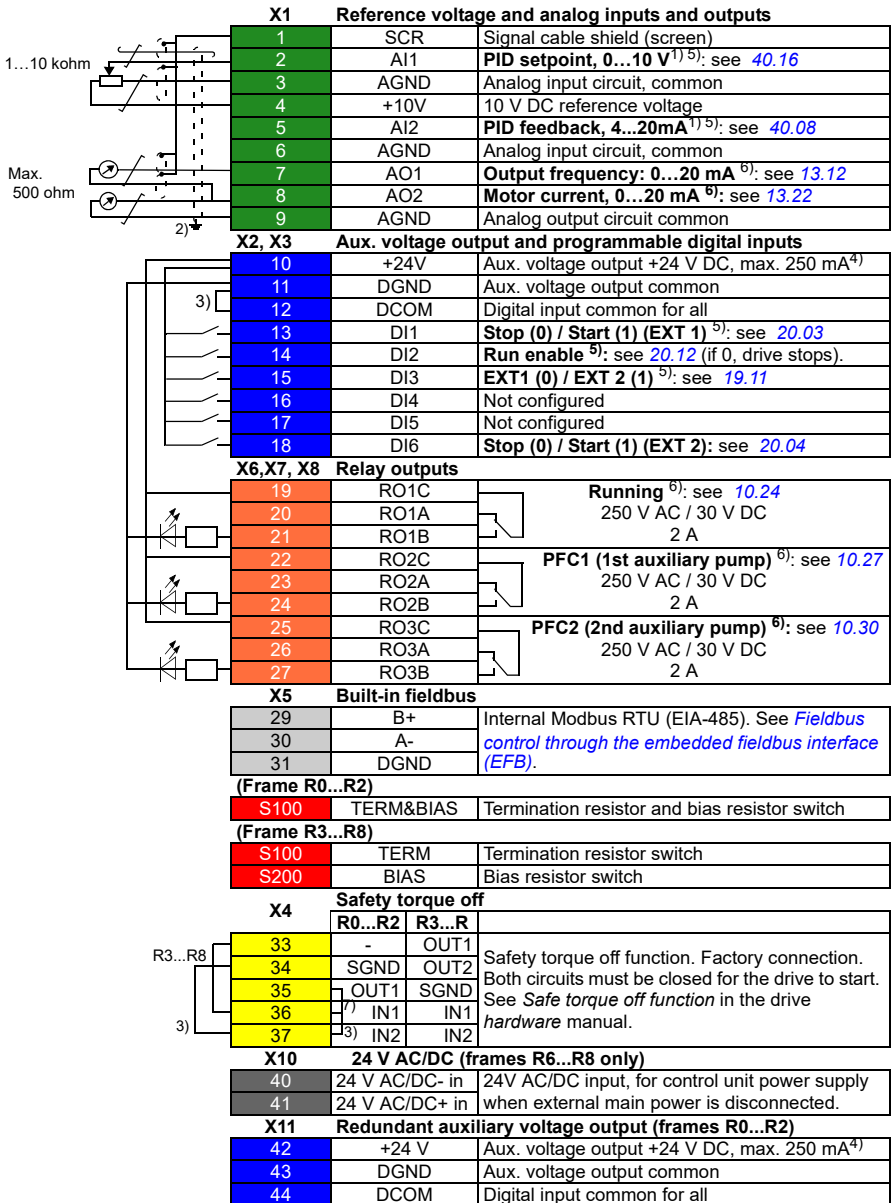 X1 Reference voltage and analog inputs and outputs
1 SCR Signal cable shield (screen)
1…10 kohm
2 AI1 PID setpoint, 0…10 V1) 5): see 40.16
3 AGND Analog input circuit, common
4 +10V 10 V DC reference voltage
5 AI2 PID feedback, 4...20mA1) 5): see 40.08
6 AGND Analog input circuit, common
Max.
500 ohm
7 AO1 Output frequency: 0…20 mA 6): see 13.12
8 AO2 Motor current, 0…20 mA 6): see 13.22
9 AGND Analog output circuit common
2)
X2, X3 Aux. voltage output and programmable digital inputs
10 +24V Aux. voltage output +24 V DC, max. 250 mA4)
11 DGND Aux. voltage output common
3)
12 DCOM Digital input common for all
13 DI1 Stop (0) / Start (1) (EXT 1) 5): see 20.03
14 DI2 Run enable 5): see 20.12 (if 0, drive stops).
15 DI3 EXT1 (0) / EXT 2 (1) 5): see 19.11
16 DI4 Not configured
17 DI5 Not configured
18 DI6 Stop (0) / Start (1) (EXT 2): see 20.04
X6,X7, X8 Relay outputs
19 RO1C Running 6): see 10.24
20 RO1A 250 V AC / 30 V DC
21 RO1B 2 A
22 RO2C PFC1 (1st auxiliary pump) 6): see 10.27
23 RO2A 250 V AC / 30 V DC
24 RO2B 2 A
25 RO3C PFC2 (2nd auxiliary pump) 6): see 10.30
26 RO3A 250 V AC / 30 V DC
27 RO3B 2 A
X5 Built-in fieldbus
29 B+ Internal Modbus RTU (EIA-485). See Fieldbus
30 A- control through the embedded fieldbus interface
31 DGND (EFB).
(Frame R0...R2)
S100 TERM&BIAS Termination resistor and bias resistor switch
(Frame R3...R8)
S100 TERM Termination resistor switch
S200 BIAS Bias resistor switch
X4 Safety torque off
R0...R2 R3...R
R3...R8
33 - OUT1
34 SGND OUT2
35 OUT1 SGND
36 7) IN1 IN1
3)
37 3) IN2 IN2
Safety torque off function. Factory connection.
Both circuits must be closed for the drive to start.
See Safe torque off function in the drive
hardware manual.
X10 24 V AC/DC (frames R6...R8 only)
40 24 V AC/DC- in 24V AC/DC input, for control unit power supply
41 24 V AC/DC+ in when external main power is disconnected.
X11 Redundant auxiliary voltage output (frames R0...R2)
42 +24 V Aux. voltage output +24 V DC, max. 250 mA4)
43 DGND Aux. voltage output common
44 DCOM Digital input common for all